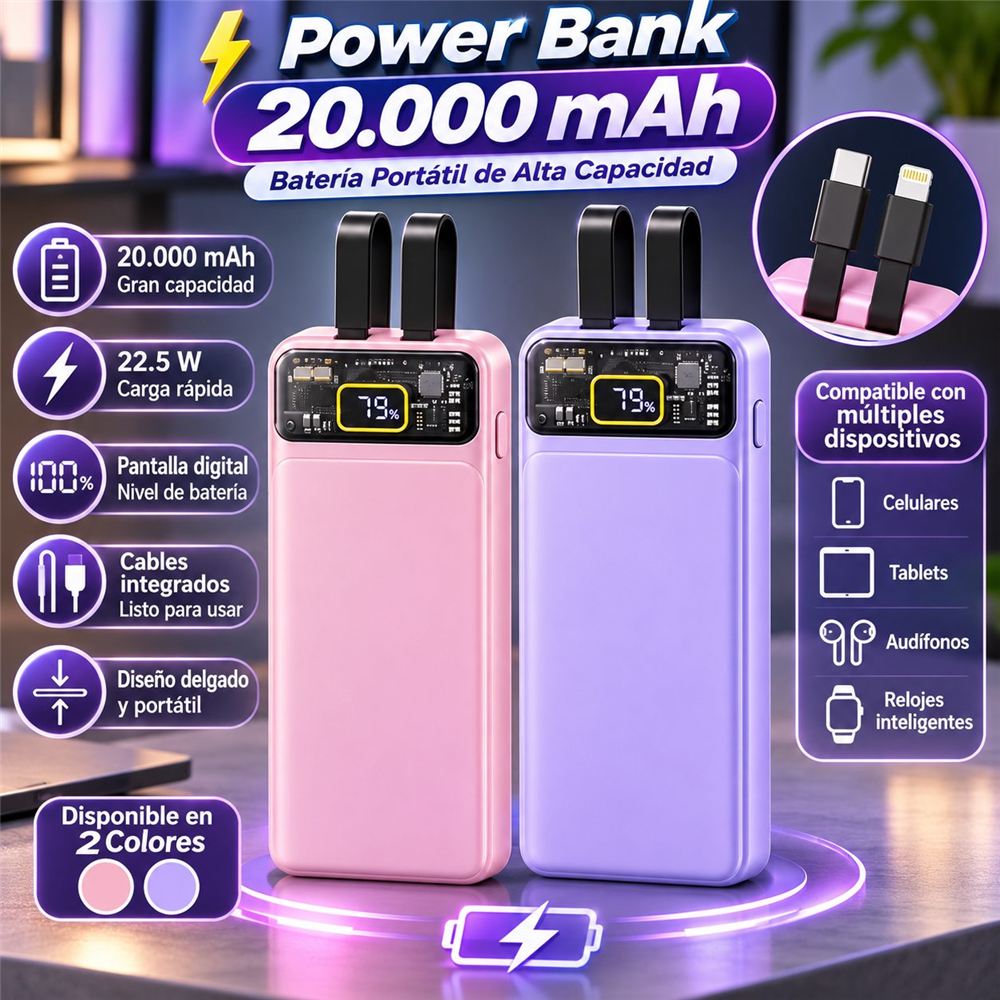 Power Bank
20.000 mAh
Batería Portátil de Alta Capacidad
20.000 mAh
Gran capacidad
22.5 W
Carga rápida
100%
Pantalla digital
Nivel de batería
Cables
integrados
Listo para usar
Diseño delgado
y portátil
Disponible en
2 Colores
79%
79%
Compatible con
múltiples
dispositivos
Celulares
Tablets
Audífonos
Relojes
inteligentes